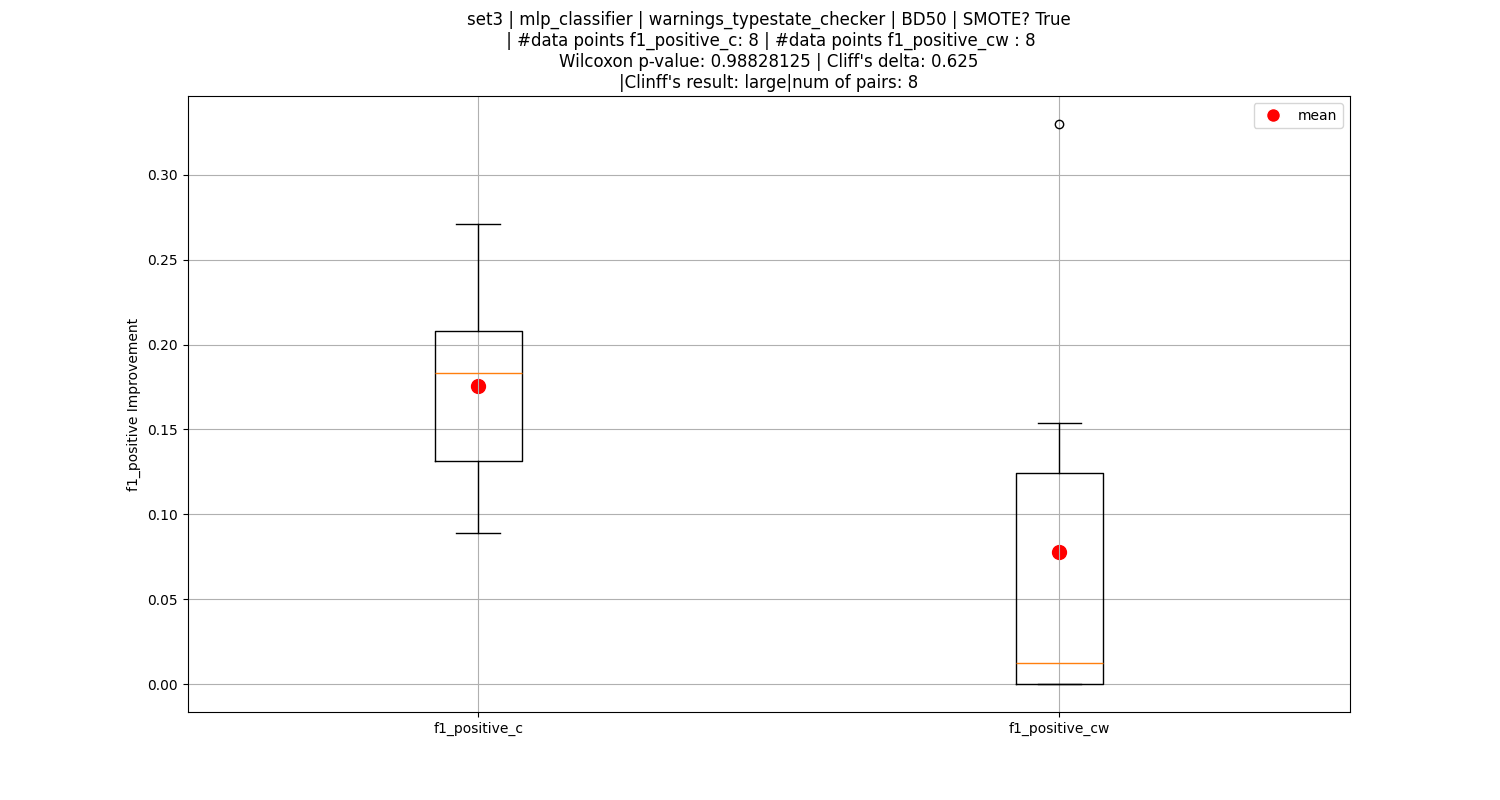 set3 | mlp_classifier | warnings_typestate_checker | BD50 | SMOTE? True
| #data points f1_positive_c: 8 | #data points f1_positive_cw : 8
Wilcoxon p-value: 0.98828125 | Cliff's delta: 0.625
|Clinff's result: large|num of pairs: 8
mean
0.30
0.25
0.20
0.15
0.10
0.05
0.00
f1_positive Improvement
f1_positive_c
f1_positive_cw